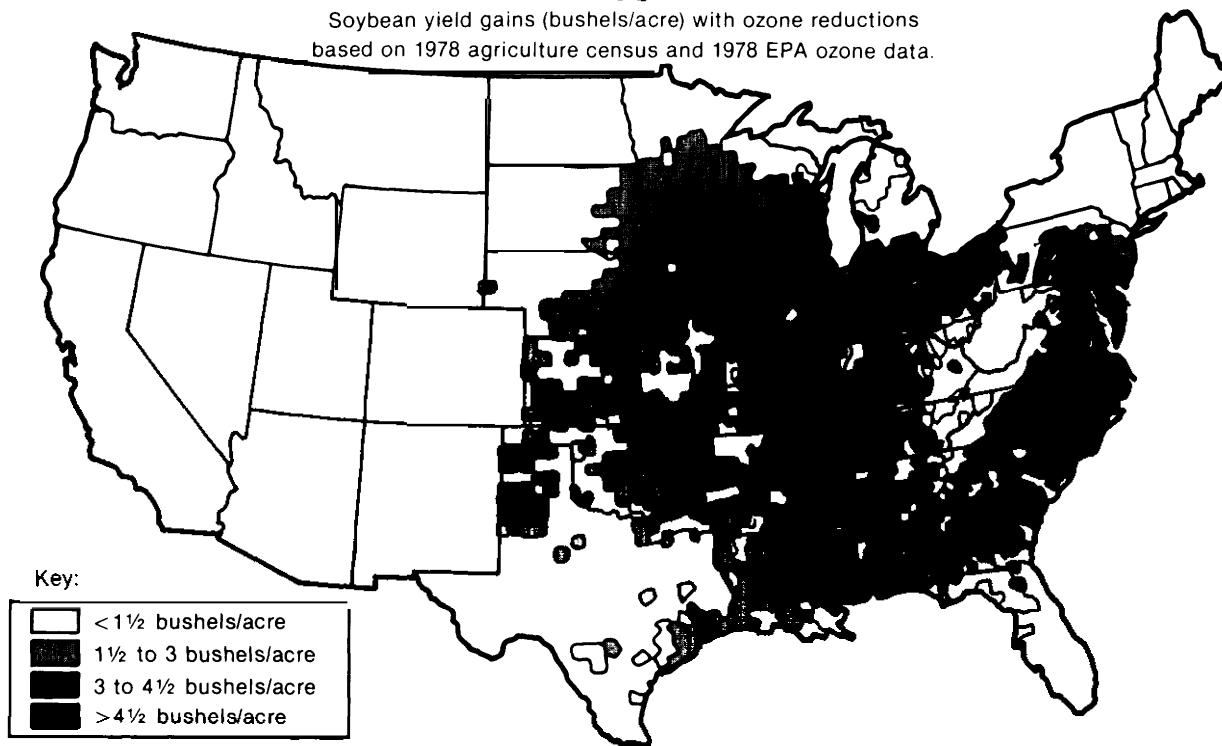 Soybean yield gains (bushels/acre) with ozone reductions
based on 1978 agriculture census and 1978 EPA ozone data.
Key:
<1½ bushels/acre
1½ to 3 bushels/acre
3 to 4½ bushels/acre
>4½ bushels/acre